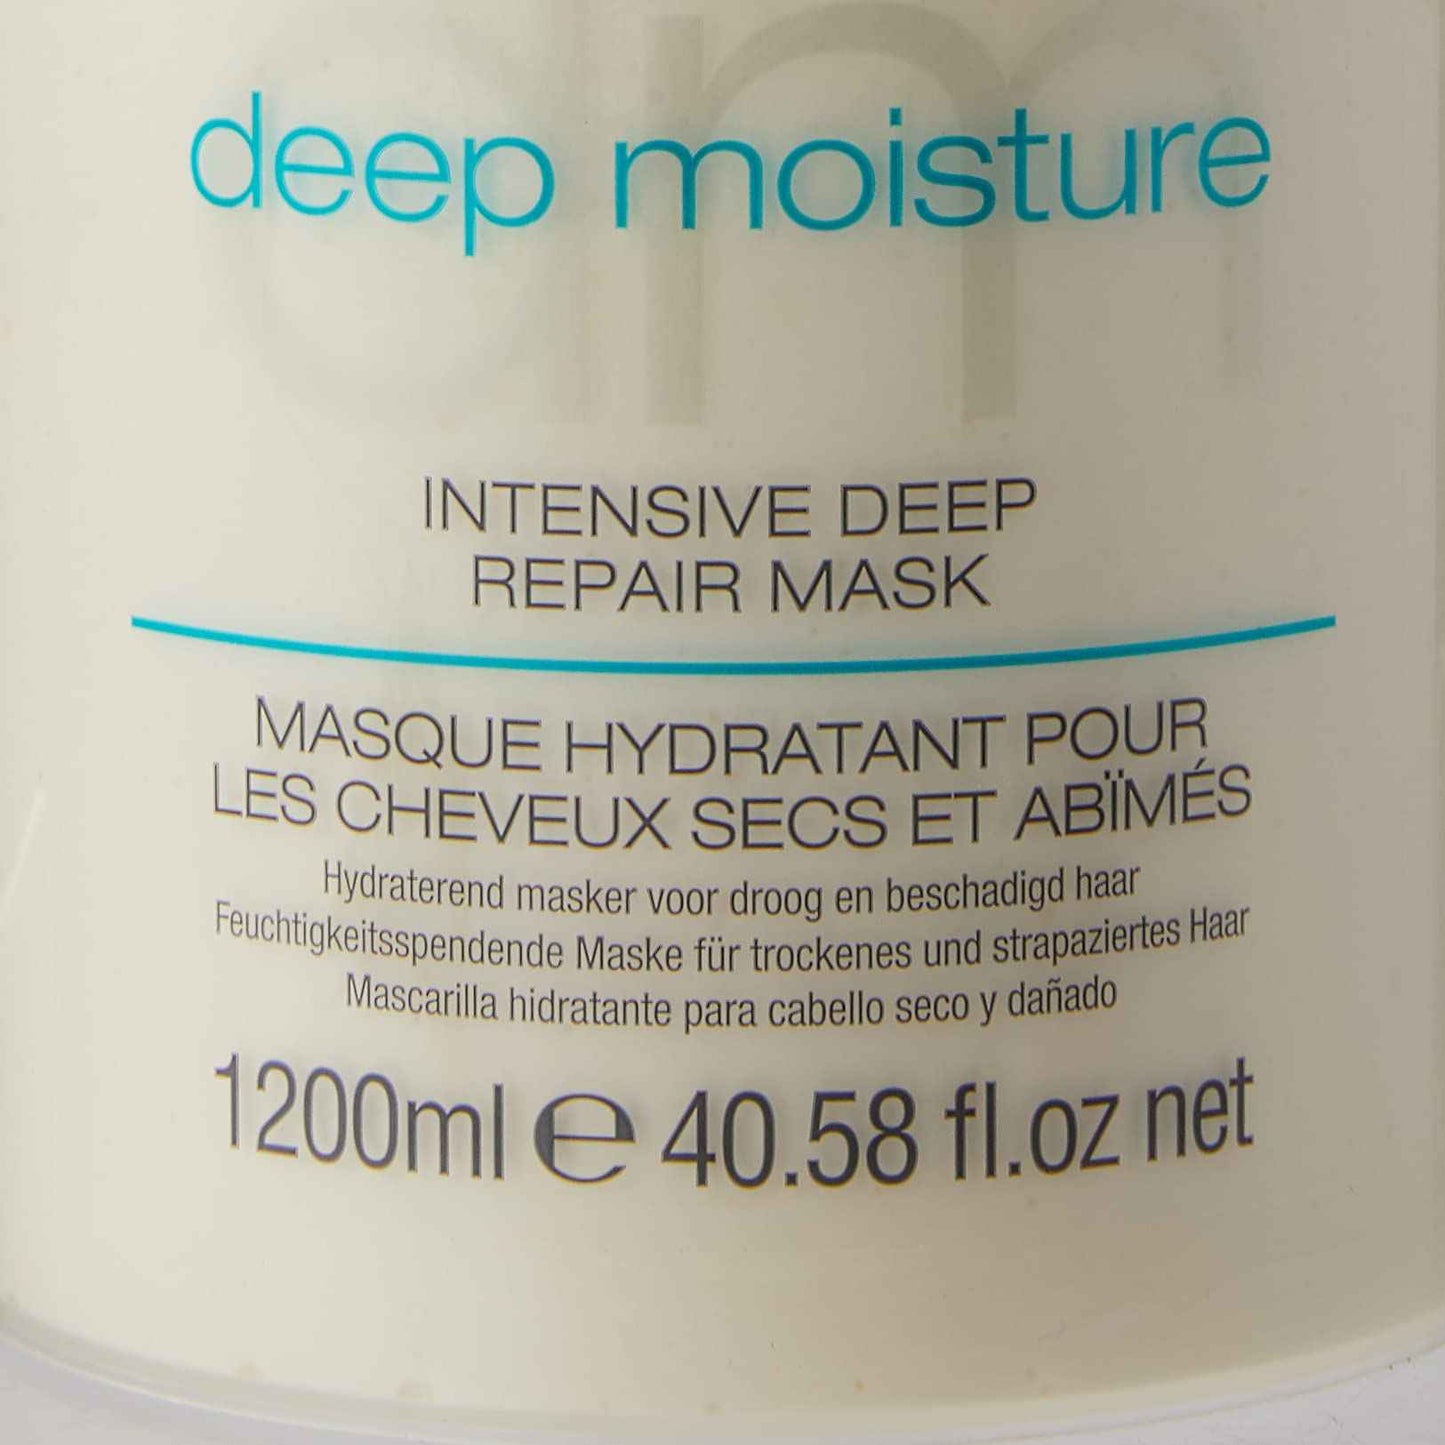 dm
deep moisture
INTENSIVE DEEP
REPAIR MASK
MASQUE HYDRATANT POUR
LES CHEVEUX SECS ET ABÏMÉS
Hydraterend masker voor droog en beschadigd haar
Feuchtigkeitsspendende Maske für trockenes und strapaziertes Haar
Mascarilla hidratante para cabello seco y dañado
1200ml e 40.58 fl.oz net